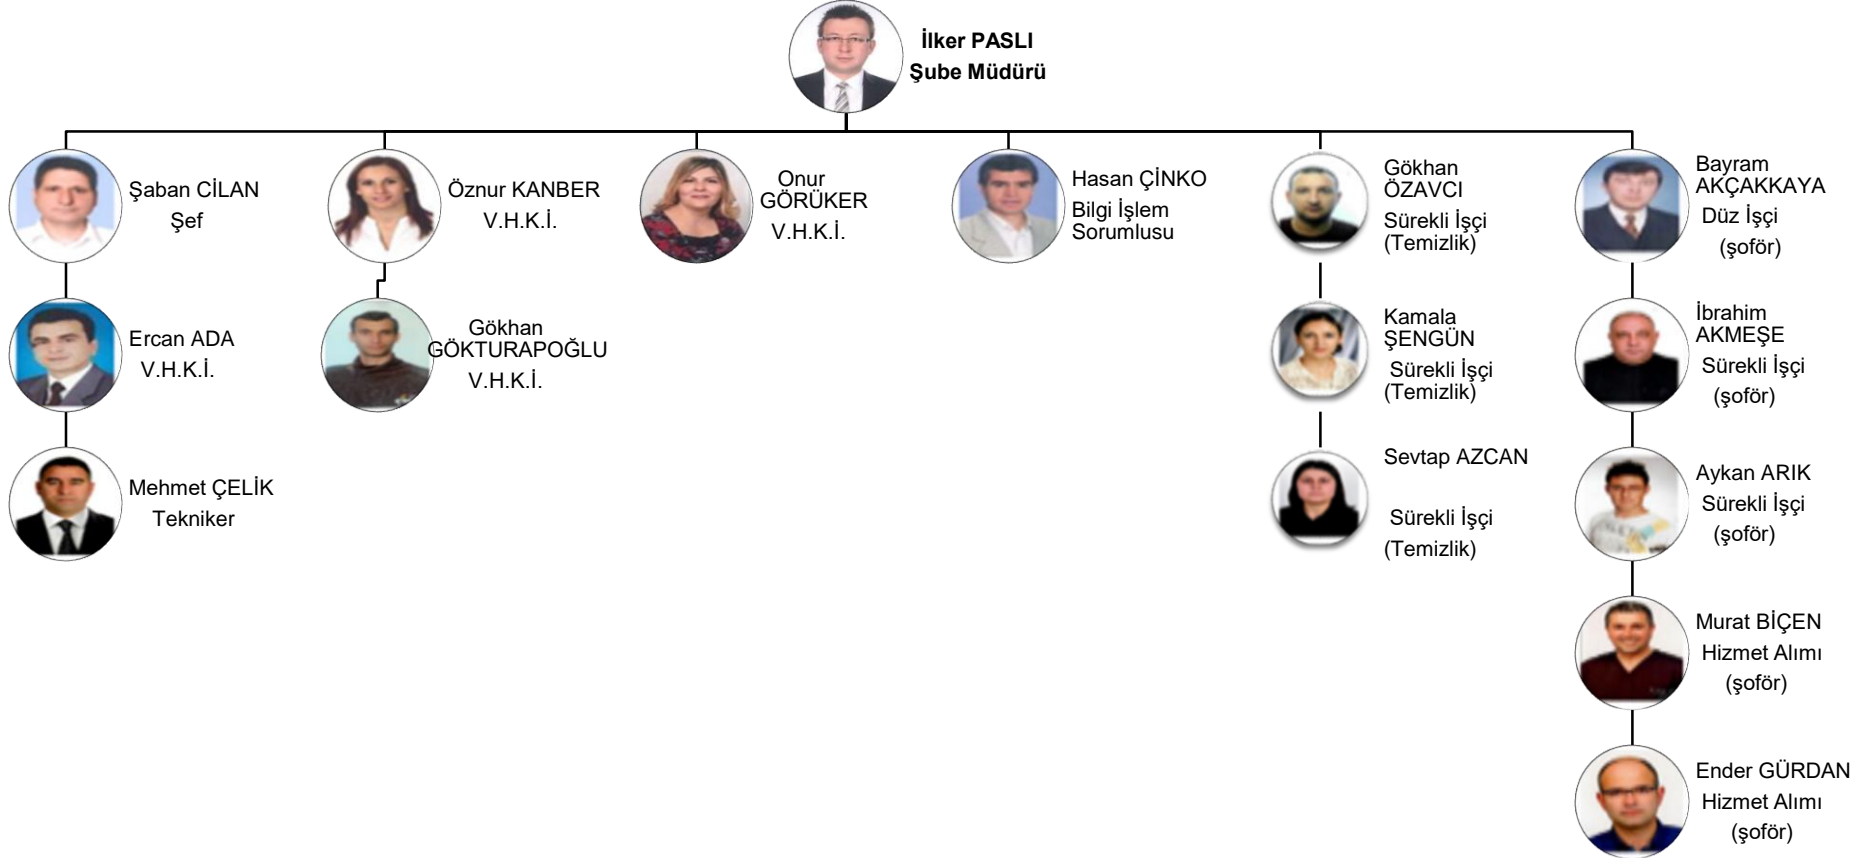 İlker PASLI
Şube Müdürü
Şaban CİLAN
Şef
Öznur KANBER
V.H.K.İ.
Onur
GÖRÜKER
V.H.K.İ.
Hasan ÇİNKO
Bilgi İşlem
Sorumlusu
Gökhan
ÖZAVCI
Sürekli İşçi
(Temizlik)
Bayram
AKÇAKKAYA
Düz İşçi
(şoför)
Ercan ADA
V.H.K.İ.
Gökhan
GÖKTURAPOĞLU
V.H.K.İ.
Kamala
ŞENGÜN
Sürekli İşçi
(Temizlik)
İbrahim
AKMEŞE
Sürekli İşçi
(şoför)
Mehmet ÇELİK
Tekniker
Sevtap AZCAN
Sürekli İşçi
(Temizlik)
Aykan ARIK
Sürekli İşçi
(şoför)
Murat BİÇEN
Hizmet Alımı
(şoför)
Ender GÜRDAN
Hizmet Alımı
(şoför)